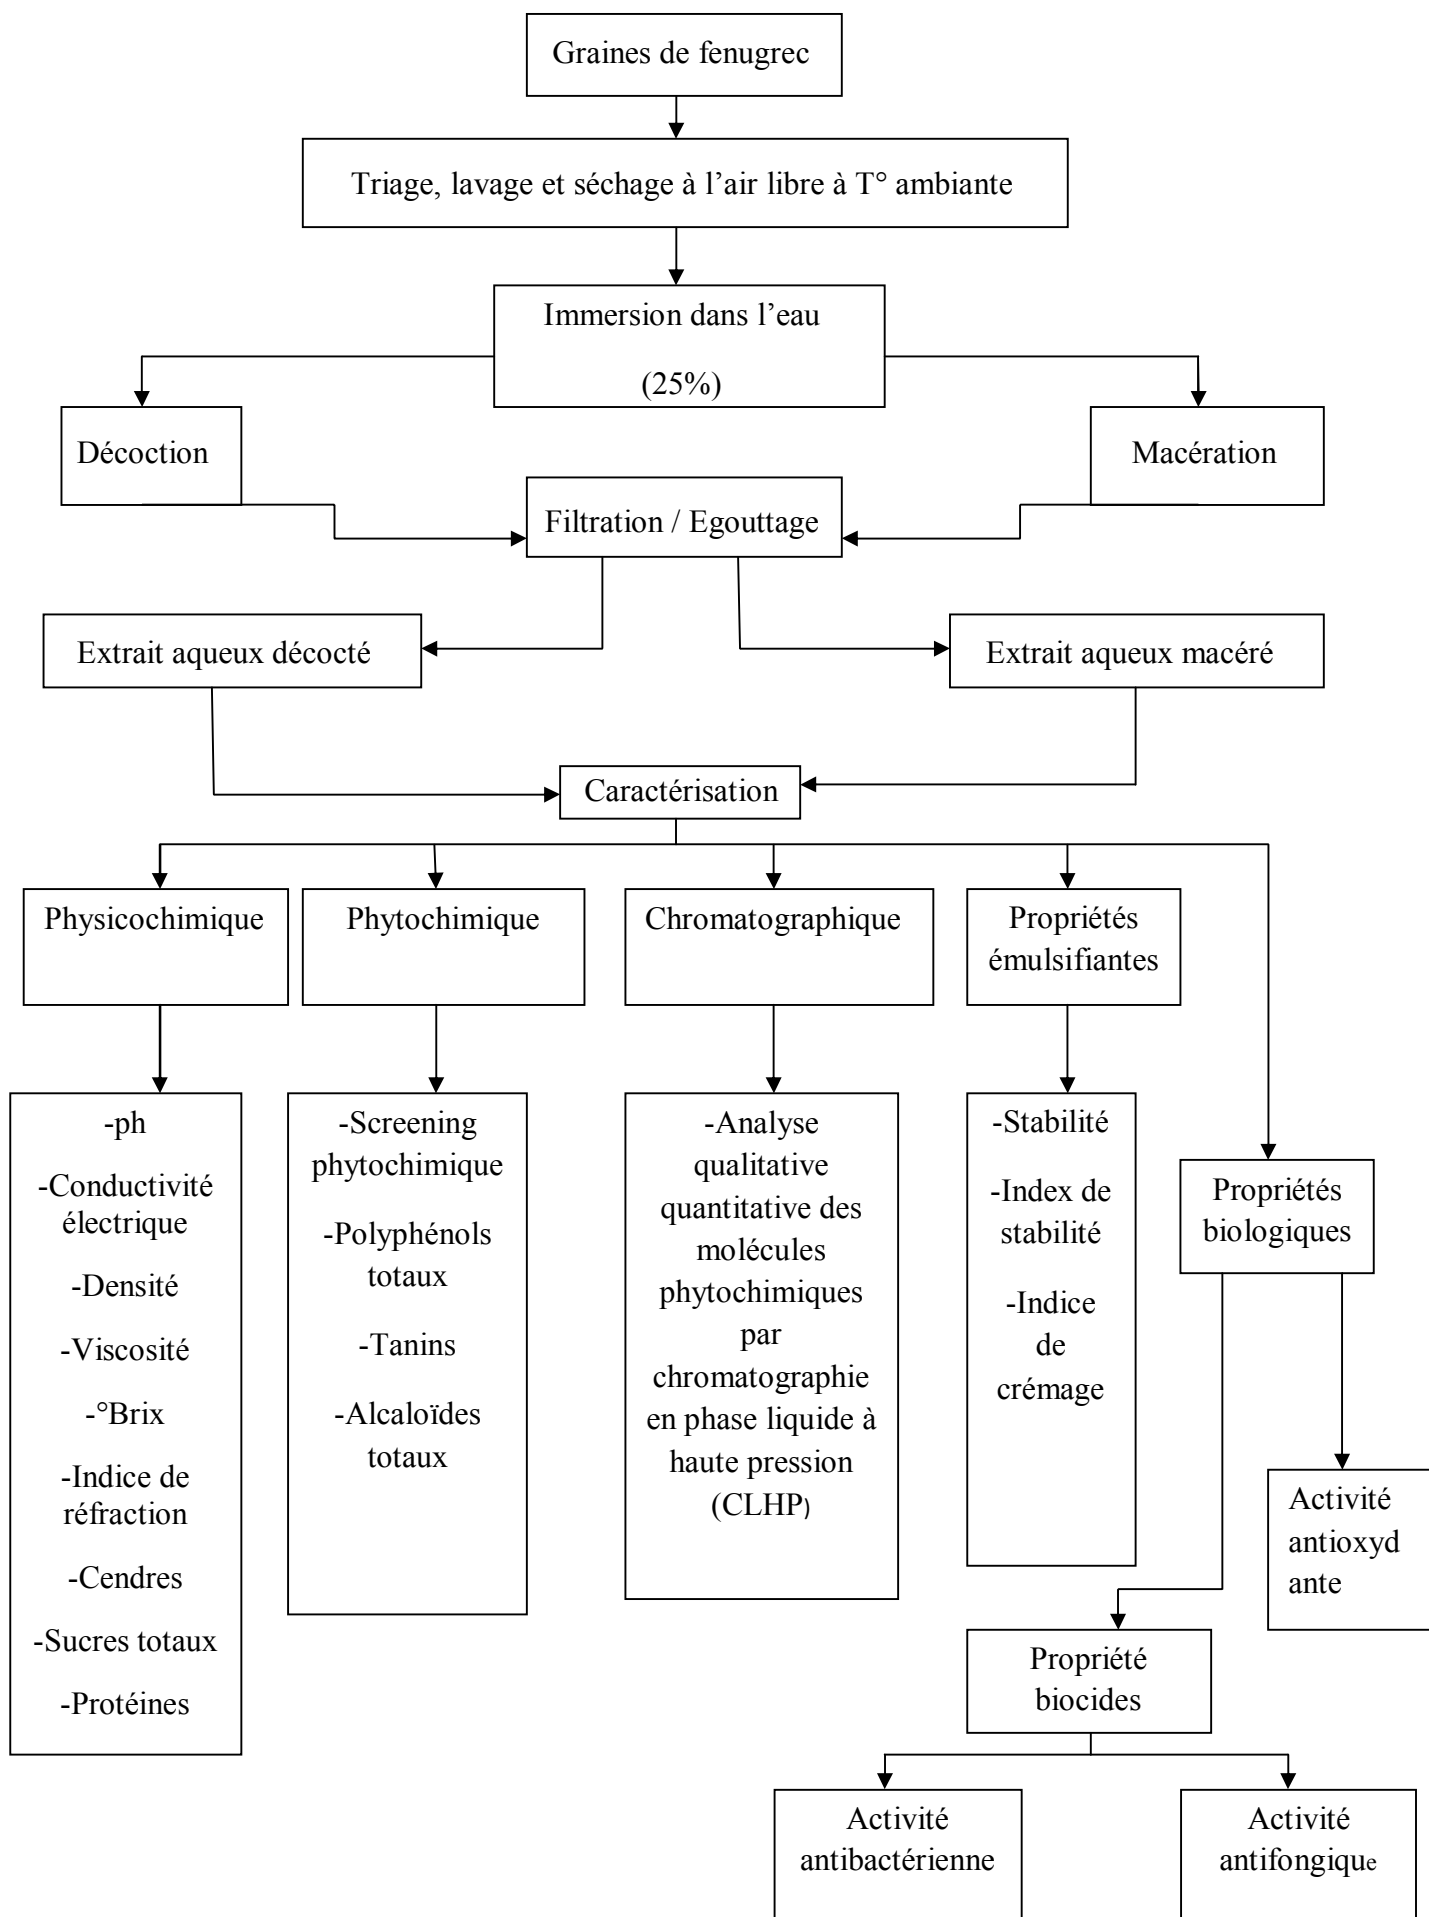 Graines de fenugrec
Triage, lavage et séchage à l’air libre à T° ambiante
Immersion dans l’eau
(25%)
Décoction
Macération
Filtration / Egouttage
Extrait aqueux décocté
Extrait aqueux macéré
Caractérisation
Physicochimique
Phytochimique
Chromatographique
Propriétés
émulsifiantes
-ph
-Conductivité
électrique
-Densité
-Viscosité
-°Brix
-Indice de
réfraction
-Cendres
-Sucres totaux
-Protéines
-Screening
phytochimique
-Polyphénols
totaux
-Tanins
-Alcaloïdes
totaux
-Analyse
qualitative
quantitative des
molécules
phytochimiques
par
chromatographie
en phase liquide à
haute pression
(CLHP)
-Stabilité
-Index de
stabilité
-Indice
de
crémage
Propriétés
biologiques
Activité
antioxyd
ante
Propriété
biocides
Activité
antibactérienne
Activité
antifongique